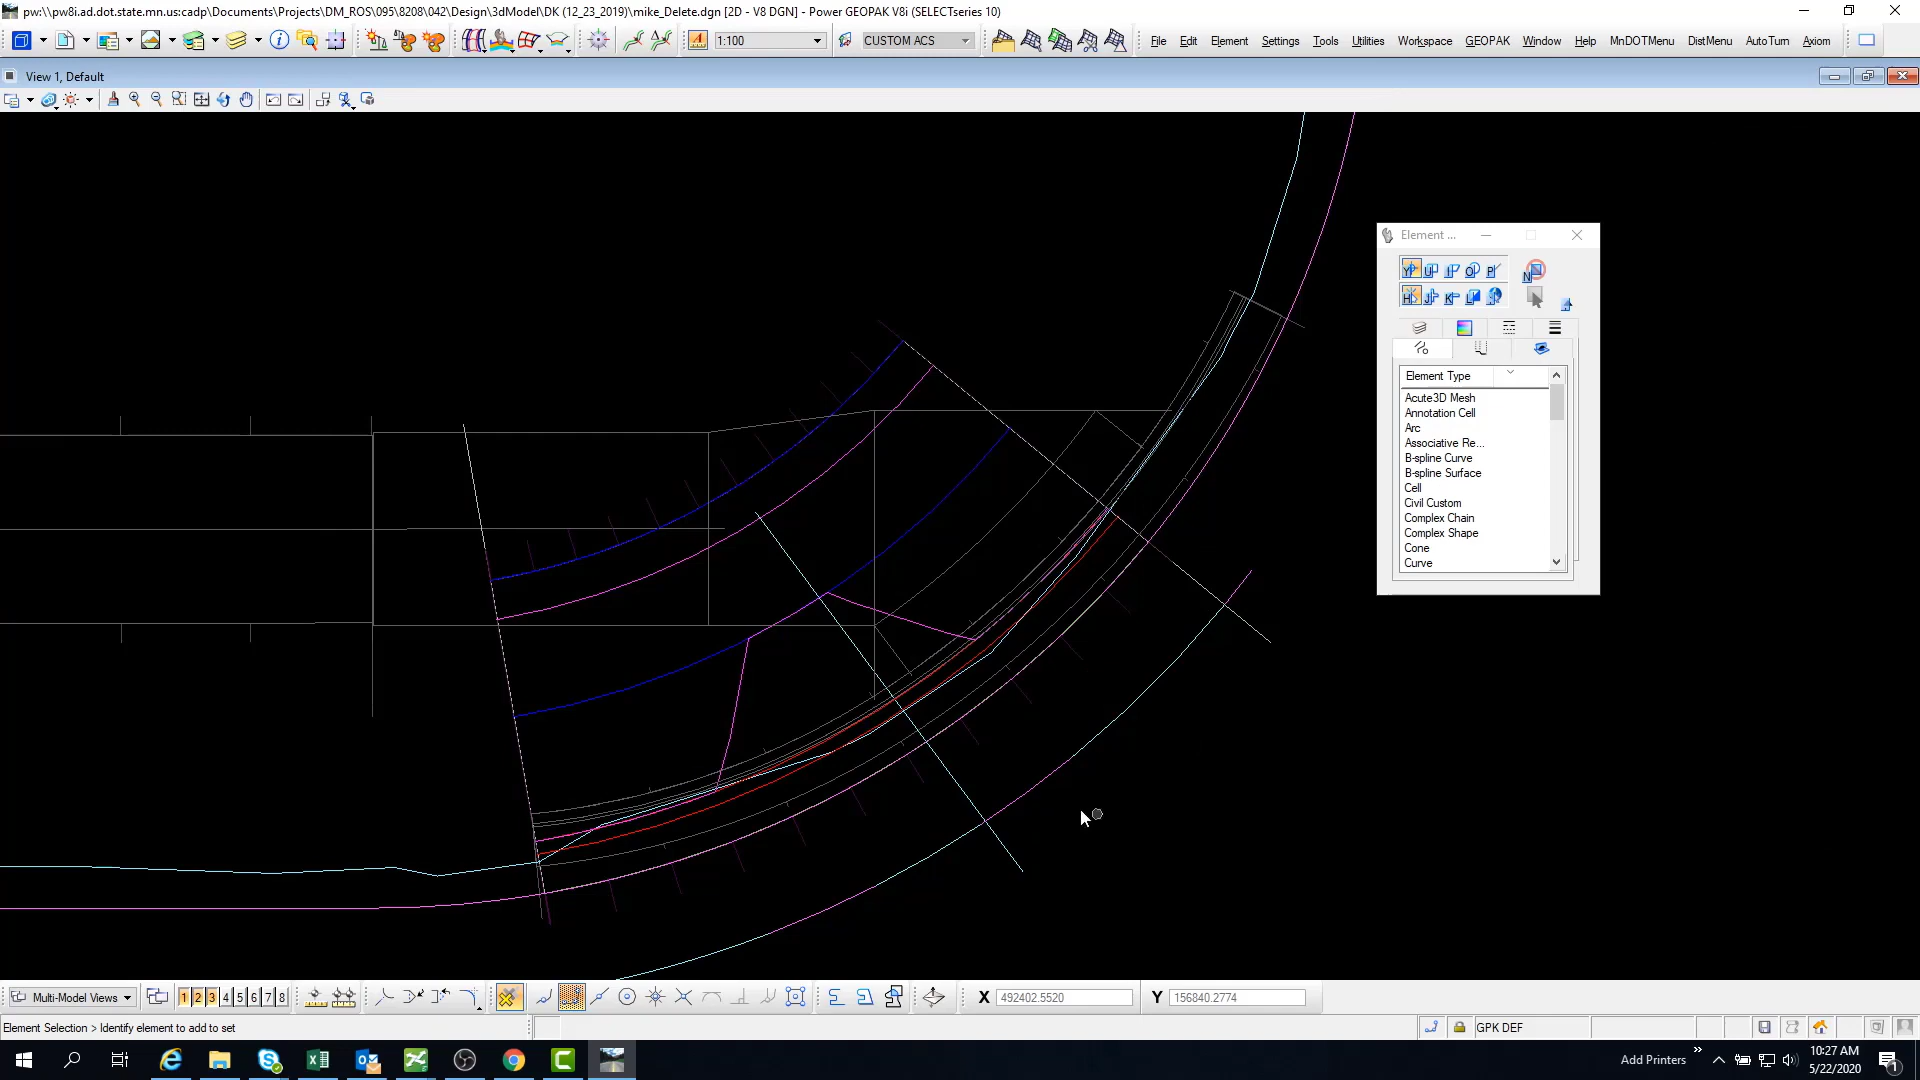 pw:\\pw8i.ad.dot.state.mn.us:cadp\Documents\Projects\DM_ROS\095\8208\042\Design\3dModel\DK (12_23_2019)\mike_Delete.dgn [2D - V8 DGN] - Power GEOPAK V8i (SELECTseries 10)
1:100 CUSTOM ACS File Edit Element Settings Tools Utilities Workspace GEOPAK Window Help MnDOTMenu DistMenu AutoTurn Axiom
View 1, Default
Element ...
Element Type
Acute3D Mesh
Annotation Cell
Arc
Associative Re...
B-spline Curve
B-spline Surface
Cell
Civil Custom
Complex Chain
Complex Shape
Cone
Curve
Multi-Model Views 1 2 3 4 5 6 7 8 X 492402.5520 Y 156840.2774
Element Selection > Identify element to add to set GPK DEF
Add Printers 10:27 AM
5/22/2020